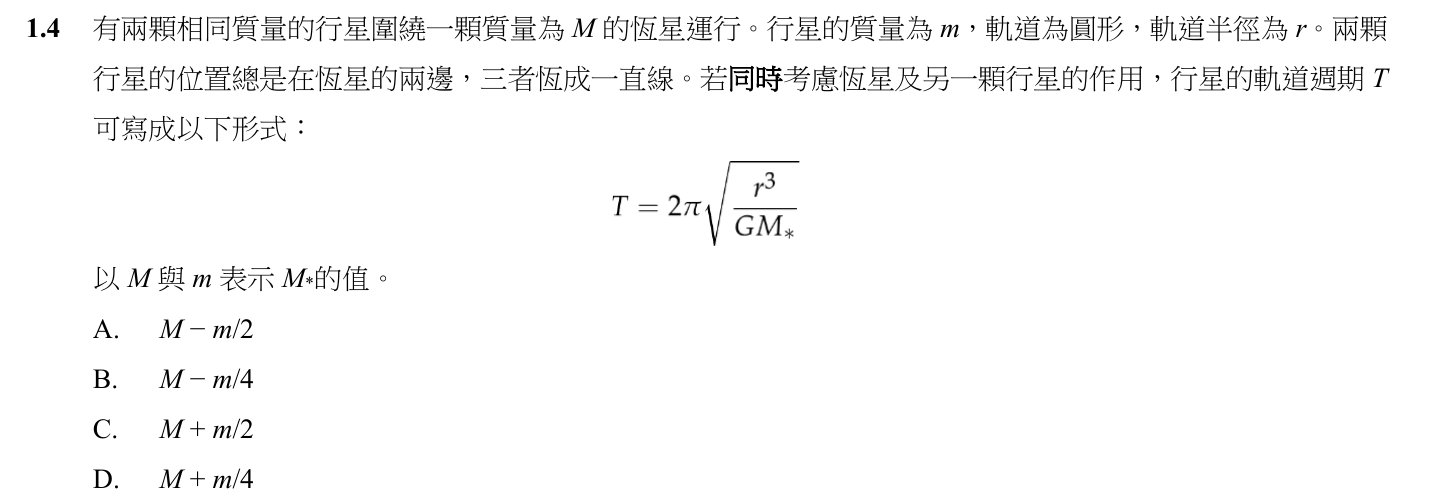 1.4 有兩顆相同質量的行星圍繞一顆質量為 M 的恆星運行。行星的質量為 m，軌道為圓形，軌道半徑為 r。兩顆
行星的位置總是在恆星的兩邊，三者恆成一直線。若同時考慮恆星及另一顆行星的作用，行星的軌道週期 T
可寫成以下形式：
T = 2π√(r³/GM*)
以 M 與 m 表示 M*的值。
A. M − m/2
B. M − m/4
C. M + m/2
D. M + m/4